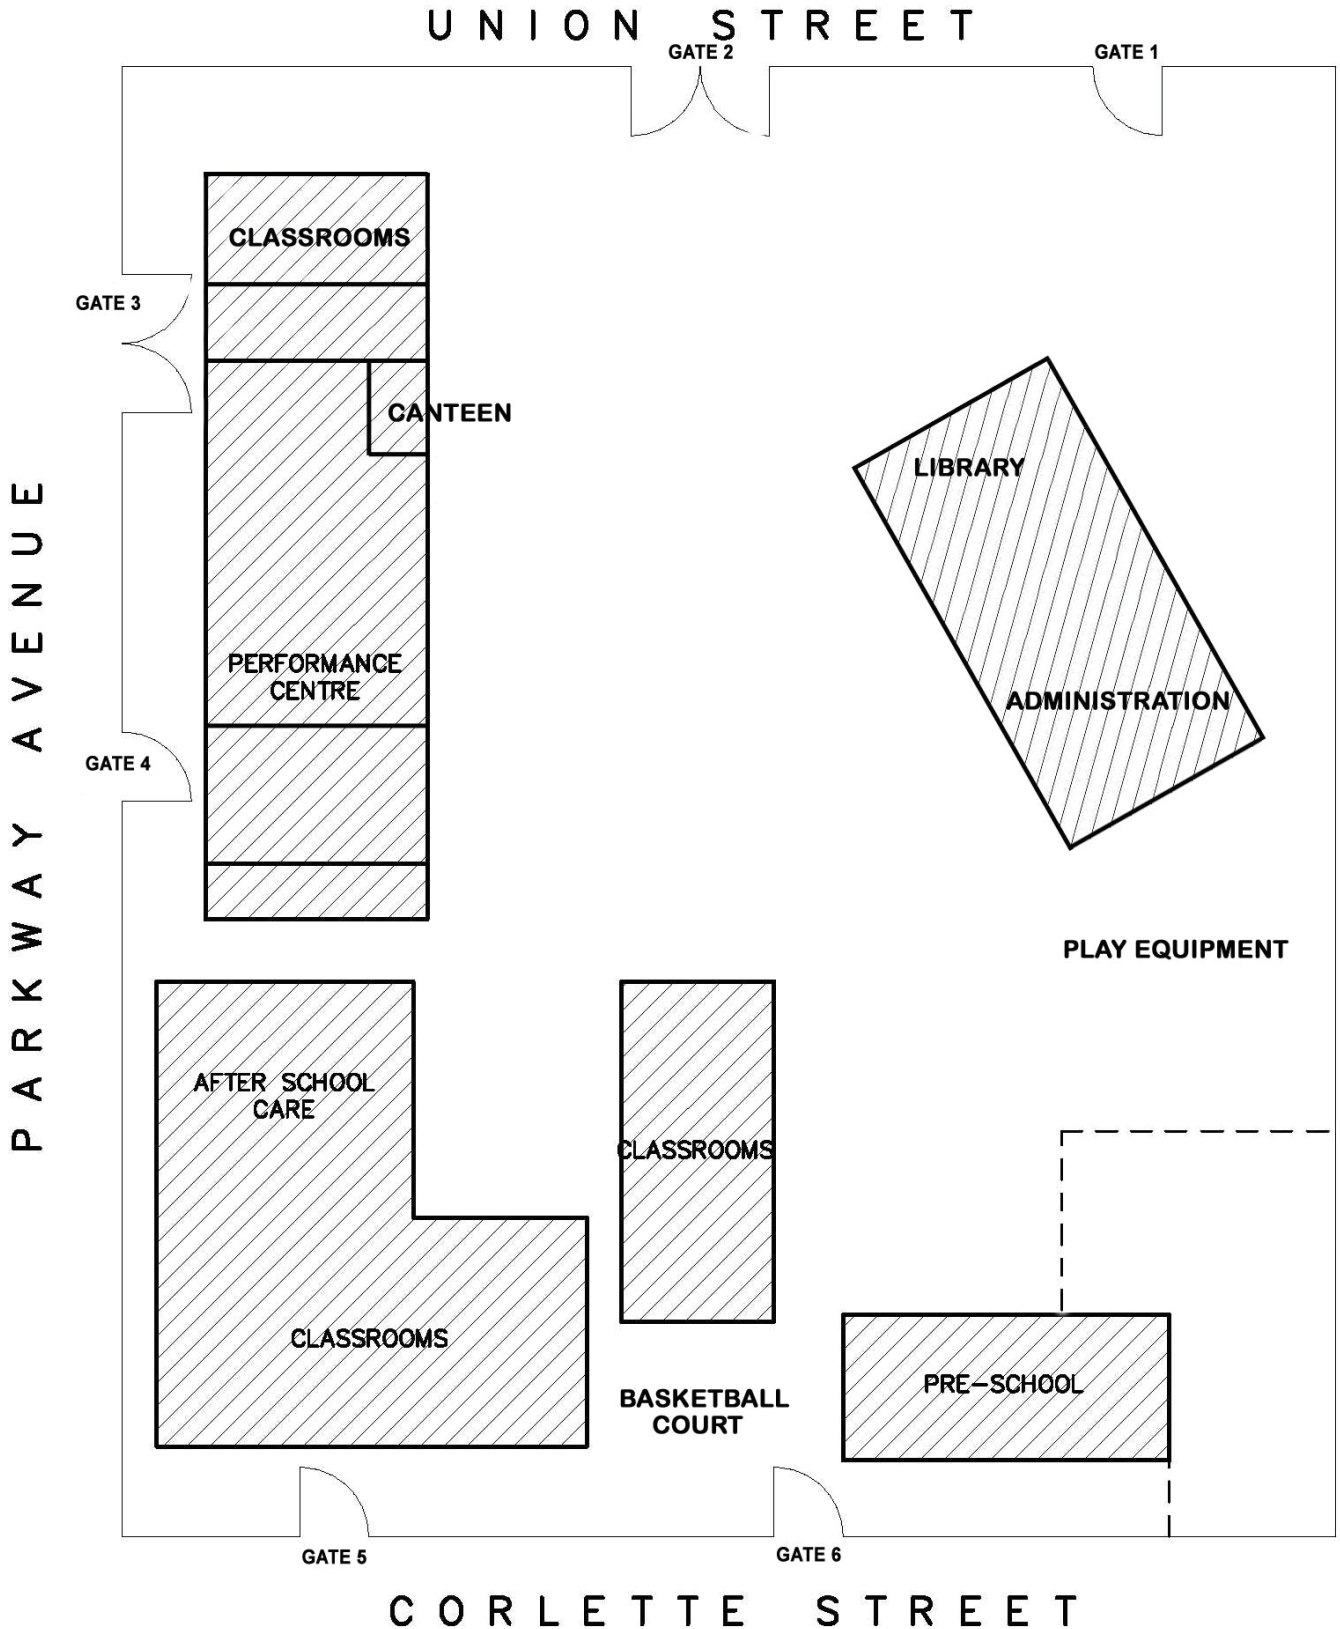 UNION STREET
GATE 2
GATE 1
CLASSROOMS
GATE 3
CANTEEN
LIBRARY
PARKWAY AVENUE
PERFORMANCE
CENTRE
ADMINISTRATION
GATE 4
PLAY EQUIPMENT
AFTER SCHOOL
CARE
CLASSROOMS
CLASSROOMS
PRE-SCHOOL
BASKETBALL
COURT
GATE 5
GATE 6
CORLETTE STREET